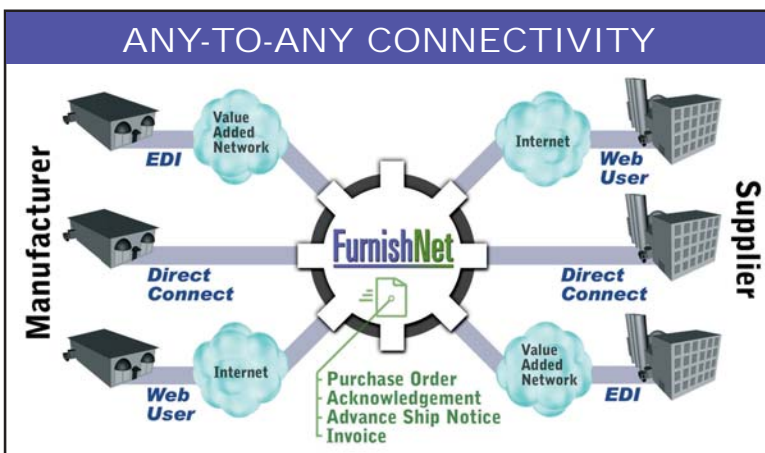 ANY-TO-ANY CONNECTIVITY
Manufacturer
EDI
Value
Added
Network
Internet
Web
User
Direct
Connect
FurnishNet
Direct
Connect
Supplier
Web
User
Internet
Purchase Order
Acknowledgement
Advance Ship Notice
Invoice
Value
Added
Network
EDI